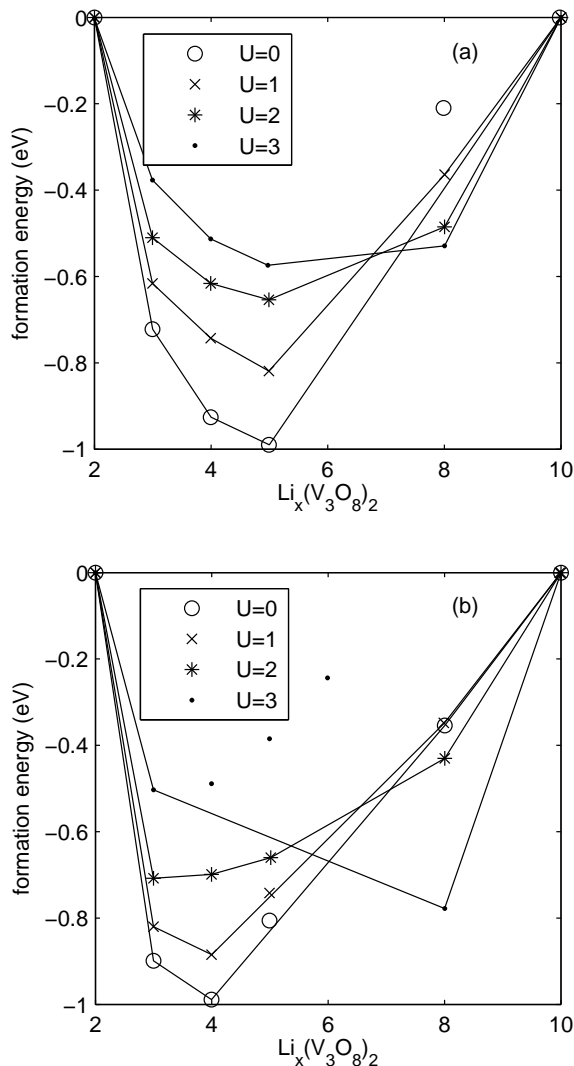 0
−0.2
−0.4
−0.6
−0.8
−1
formation energy (eV)
U=0
U=1
U=2
U=3
(a)
2 4 6 8 10
Li_x(V_3O_8)_2
0
−0.2
−0.4
−0.6
−0.8
−1
formation energy (eV)
U=0
U=1
U=2
U=3
(b)
2 4 6 8 10
Li_x(V_3O_8)_2